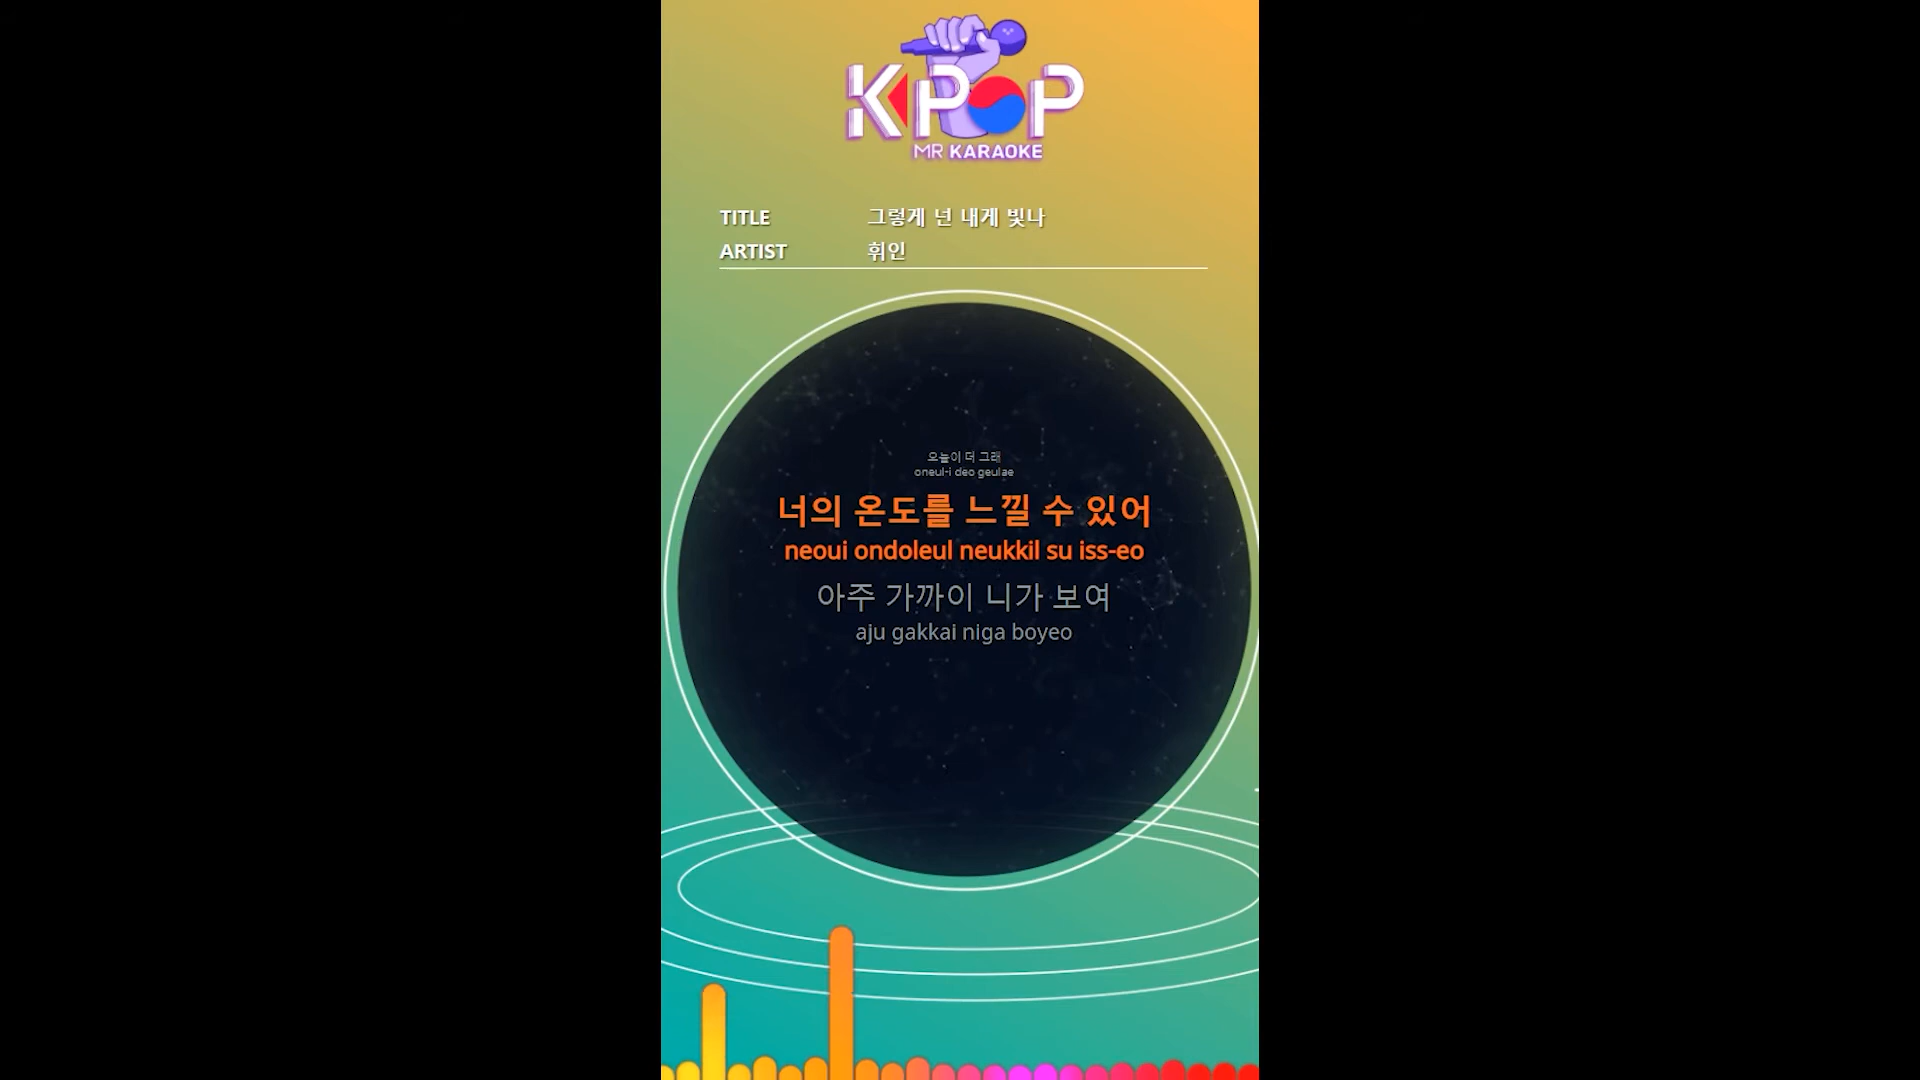 KPOP
MR KARAOKE
TITLE 그렇게 넌 내게 빛나
ARTIST 휘인
오늘이 더 그래
oneul-i deo geulae
너의 온도를 느낄 수 있어
neoui ondoleul neukkil su iss-eo
아주 가까이 니가 보여
aju gakkai niga boyeo